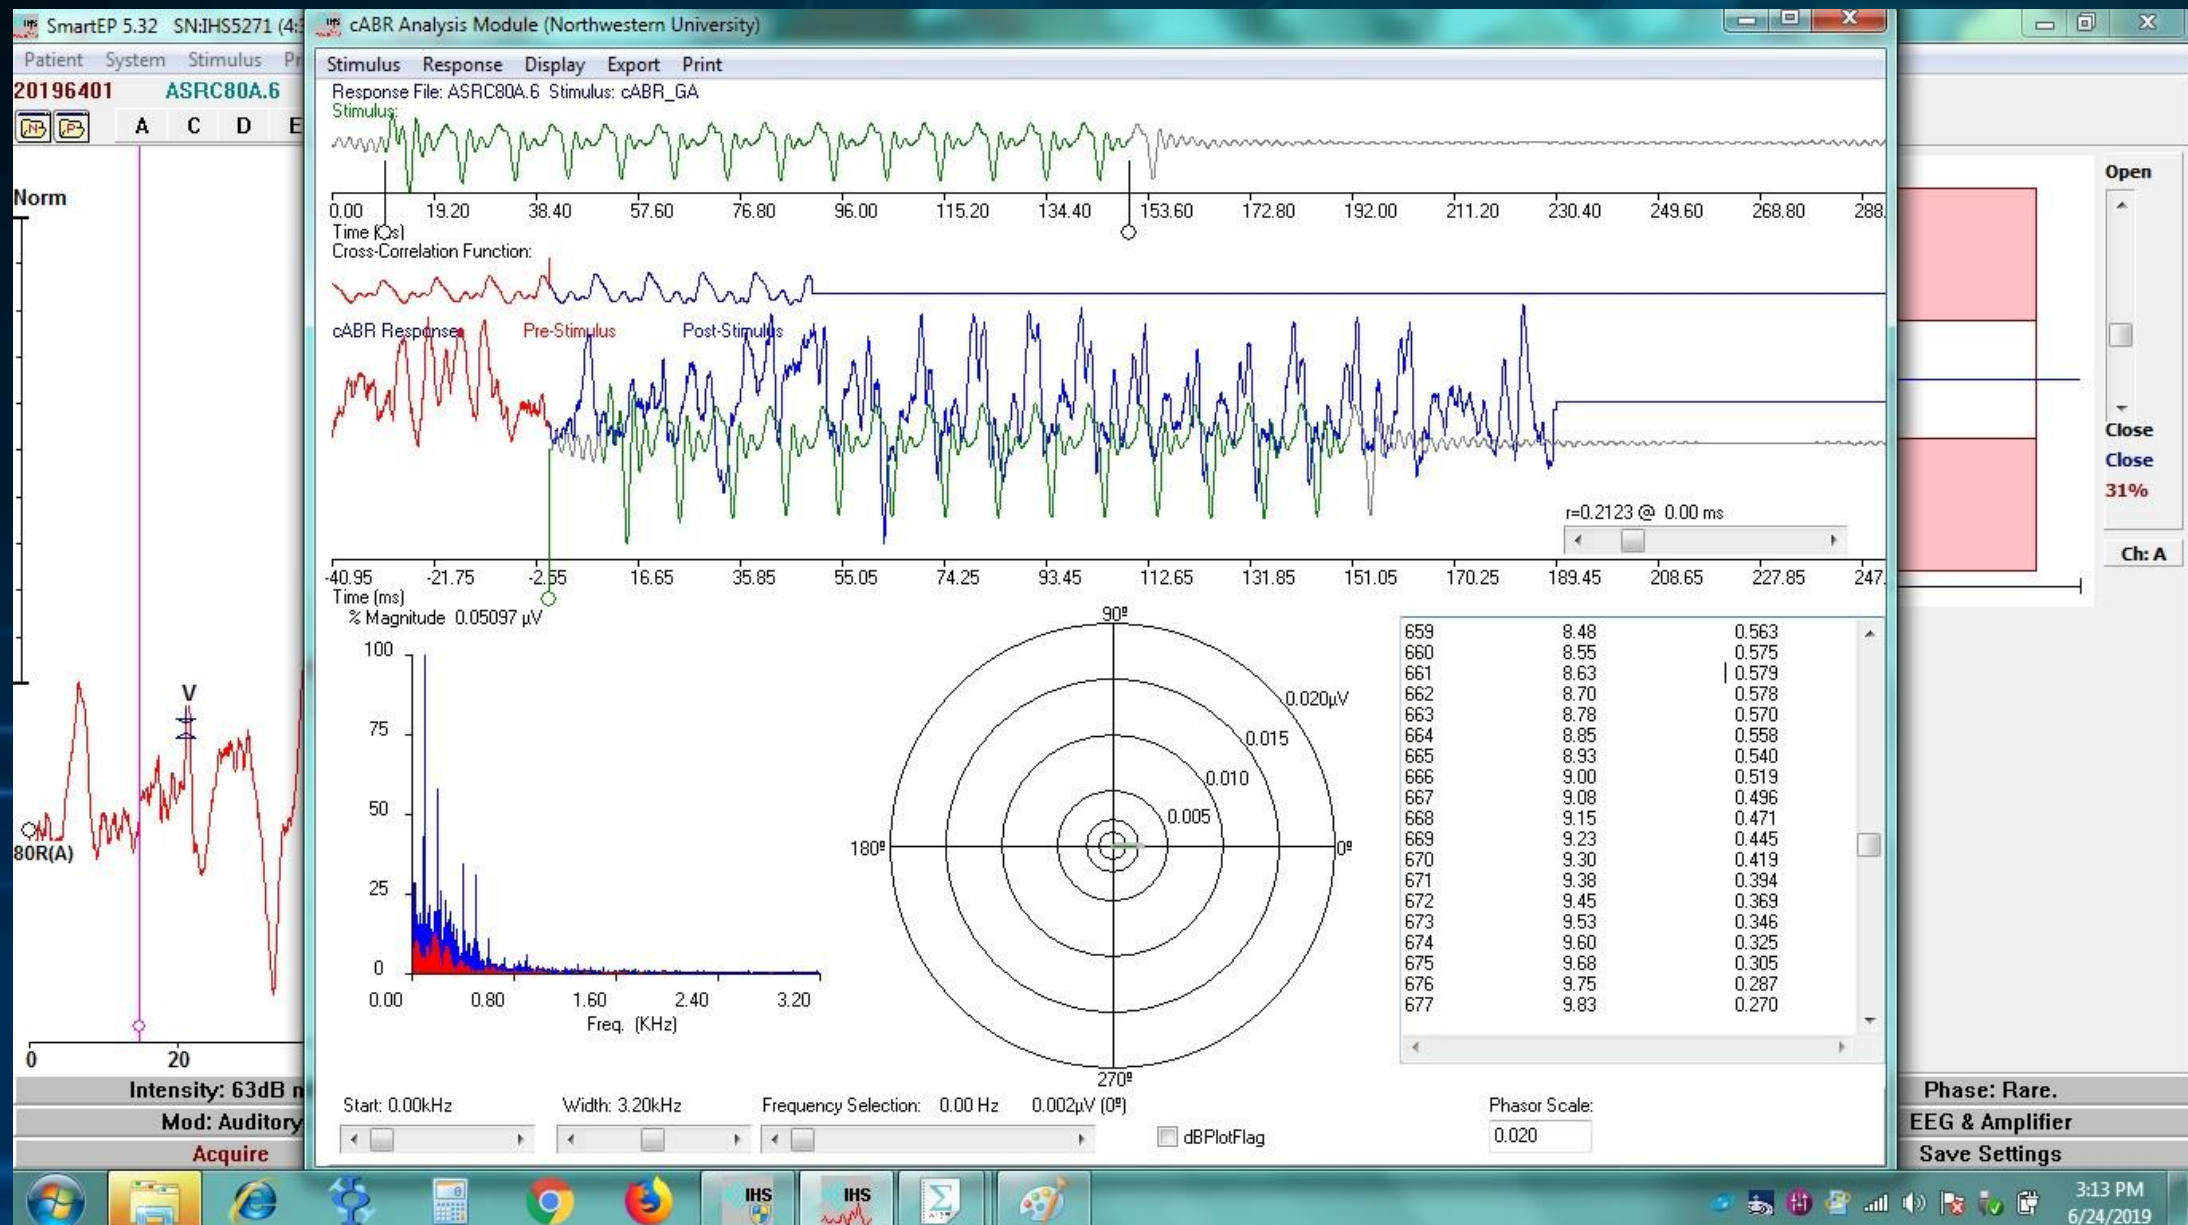 SmartEP 5.32 SN:IHS5271 (4:3
Patient System Stimulus Pr
20196401 ASRC80A.6
N P A C D E
Norm
V
80R(A)
0 20
Intensity: 63dB n
Mod: Auditory
Acquire
cABR Analysis Module (Northwestern University)
Stimulus Response Display Export Print
Response File: ASRC80A.6 Stimulus: cABR_GA
Stimulus:
0.00 19.20 38.40 57.60 76.80 96.00 115.20 134.40 153.60 172.80 192.00 211.20 230.40 249.60 268.80 288.
Time (ms)
Cross-Correlation Function:
cABR Response: Pre-Stimulus Post-Stimulus
r=0.2123 @ 0.00 ms
-40.95 -21.75 -2.55 16.65 35.85 55.05 74.25 93.45 112.65 131.85 151.05 170.25 189.45 208.65 227.85 247.
Time (ms)
% Magnitude 0.05097 µV
100
75
50
25
0
0.00 0.80 1.60 2.40 3.20
Freq. (KHz)
90º
0.020µV
0.015
0.010
0.005
180º 0º
270º
659 8.48 0.563
660 8.55 0.575
661 8.63 0.579
662 8.70 0.578
663 8.78 0.570
664 8.85 0.558
665 8.93 0.540
666 9.00 0.519
667 9.08 0.496
668 9.15 0.471
669 9.23 0.445
670 9.30 0.419
671 9.38 0.394
672 9.45 0.369
673 9.53 0.346
674 9.60 0.325
675 9.68 0.305
676 9.75 0.287
677 9.83 0.270
Start: 0.00kHz Width: 3.20kHz Frequency Selection: 0.00 Hz 0.002µV (0º)
dBPlotFlag
Phasor Scale:
0.020
Open
Close
Close
31%
Ch: A
Phase: Rare.
EEG & Amplifier
Save Settings
IHS IHS
3:13 PM
6/24/2019